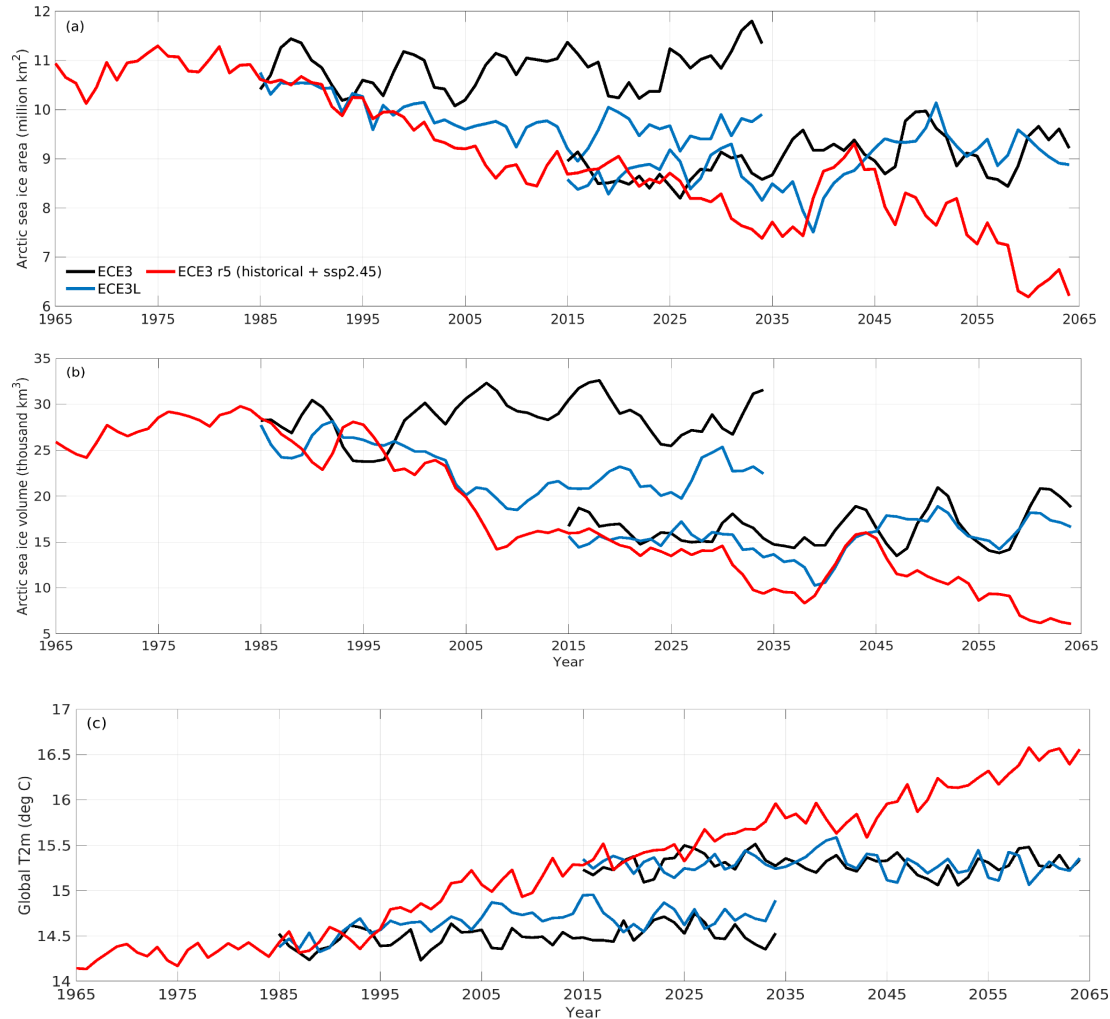 12
(a)
11
10
9
8
7
6
Arctic sea ice area (million km²)
ECE3
ECE3 r5 (historical + ssp2.45)
ECE3L
1965 1975 1985 1995 2005 2015 2025 2035 2045 2055 2065
35
(b)
30
25
20
15
10
5
Arctic sea ice volume (thousand km³)
1965 1975 1985 1995 2005 2015 2025 2035 2045 2055 2065
Year
17
(c)
16.5
16
15.5
15
14.5
14
Global T2m (deg C)
1965 1975 1985 1995 2005 2015 2025 2035 2045 2055 2065
Year